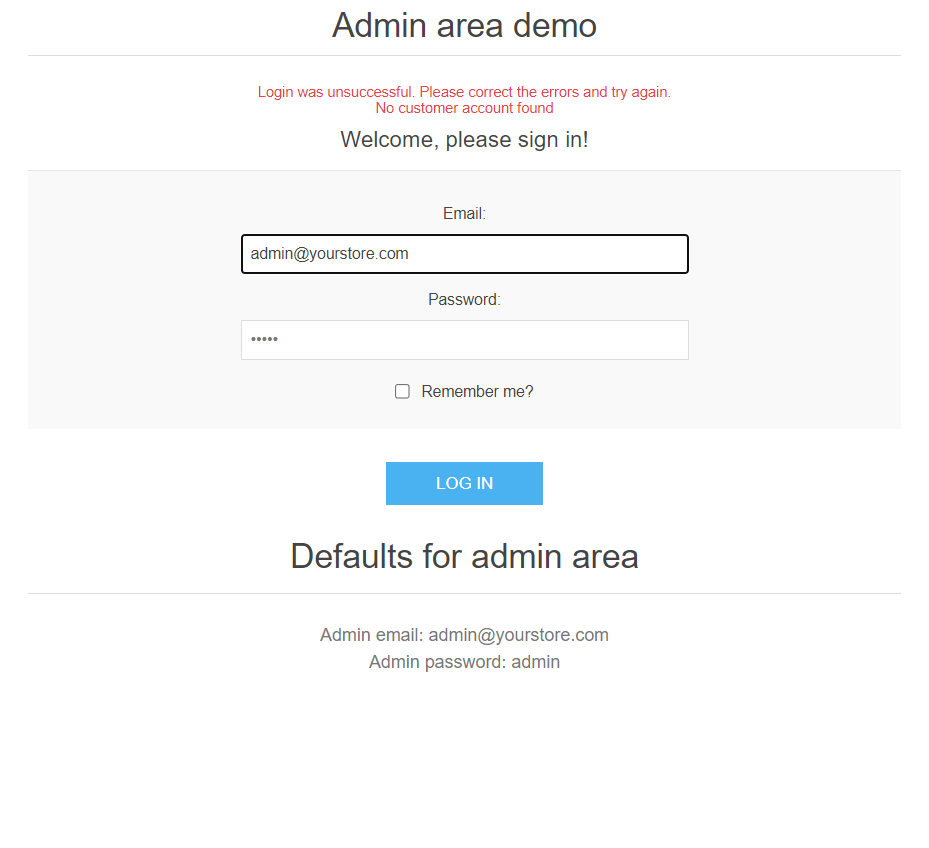 Admin area demo
Login was unsuccessful. Please correct the errors and try again.
No customer account found
Welcome, please sign in!
Email:
admin@yourstore.com
Password:
•••••
Remember me?
LOG IN
Defaults for admin area
Admin email: admin@yourstore.com
Admin password: admin